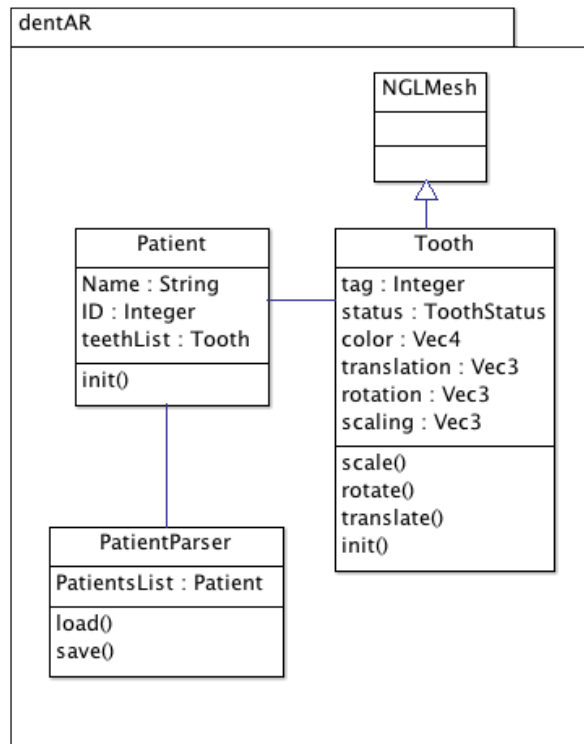 dentAR
NGLMesh
Patient
Name : String
ID : Integer
teethList : Tooth
init()
Tooth
tag : Integer
status : ToothStatus
color : Vec4
translation : Vec3
rotation : Vec3
scaling : Vec3
scale()
rotate()
translate()
init()
PatientParser
PatientsList : Patient
load()
save()